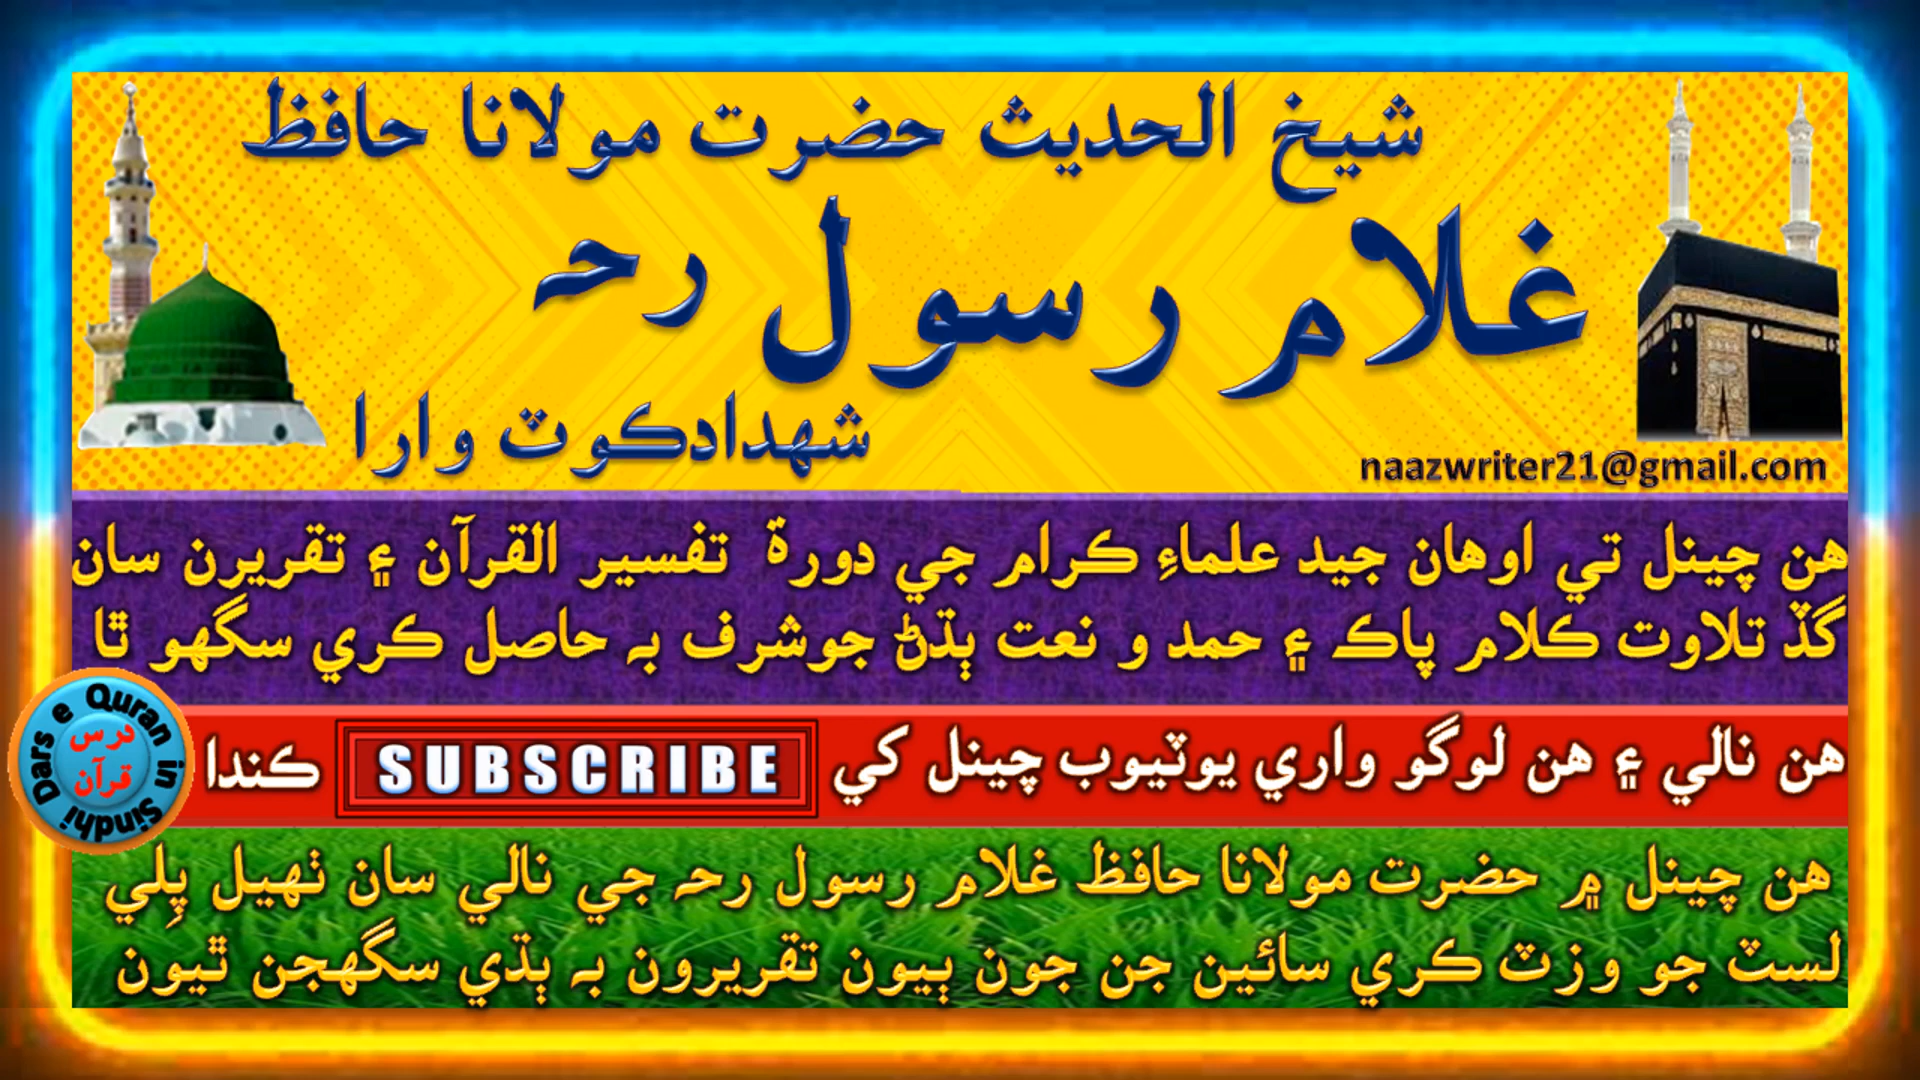 شيخ الحديث حضرت مولانا حافظ
غلام رسول رحہ
شهدادڪوٽ وارا
naazwriter21@gmail.com
هن چينل تي اوهان جيد علماءِ ڪرام جي دورة تفسير القرآن ۽ تقريرن سان
گڏ تلاوت ڪلام پاڪ ۽ حمد و نعت ٻڌڻ جوشرف بہ حاصل ڪري سگهو ٿا
هن نالي ۽ هن لوگو واري يوٽيوب چينل کي SUBSCRIBE ڪندا
Dars e Quran in Sindhi
درس
قرآن
هن چينل ۾ حضرت مولانا حافظ غلام رسول رحہ جي نالي سان ٺهيل پِلي
لسٽ جو وزٽ ڪري سائين جن جون ٻيون تقريرون بہ ٻڌي سگهجن ٿيون